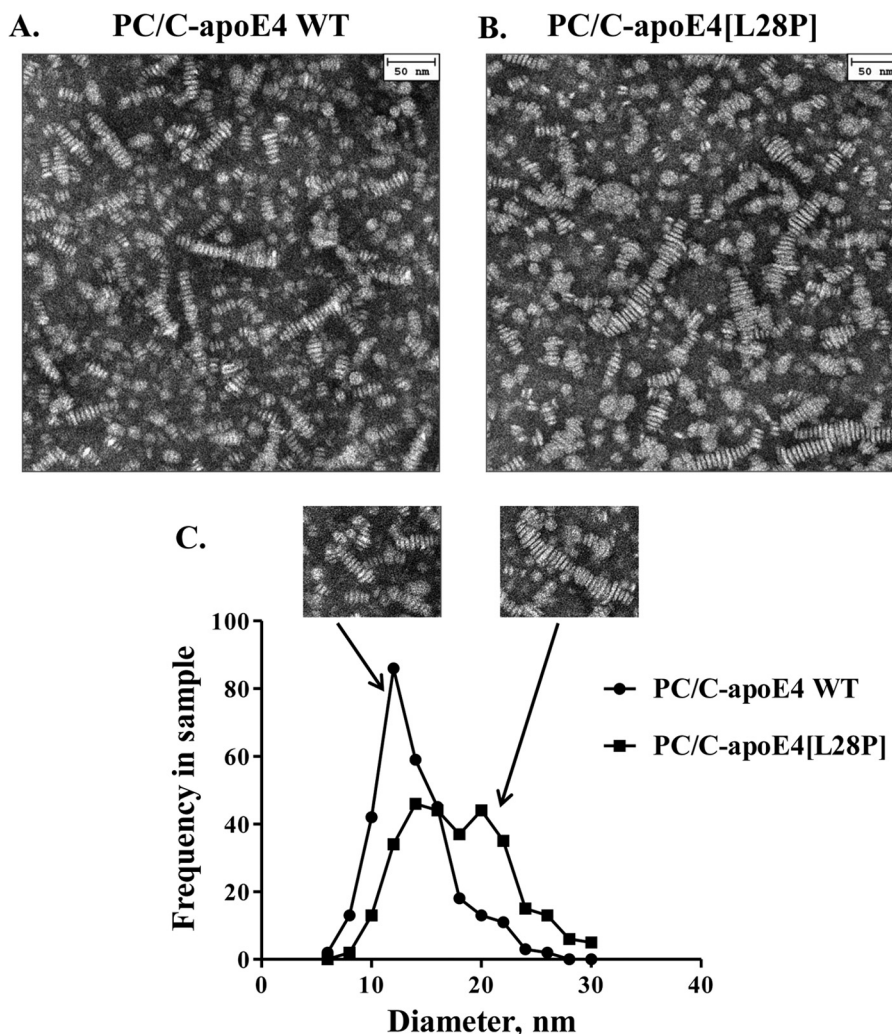 A. PC/C-apoE4 WT
50 nm
B. PC/C-apoE4[L28P]
50 nm
C.
100
80
60
40
20
0
0 10 20 30 40
Frequency in sample
Diameter, nm
PC/C-apoE4 WT
PC/C-apoE4[L28P]